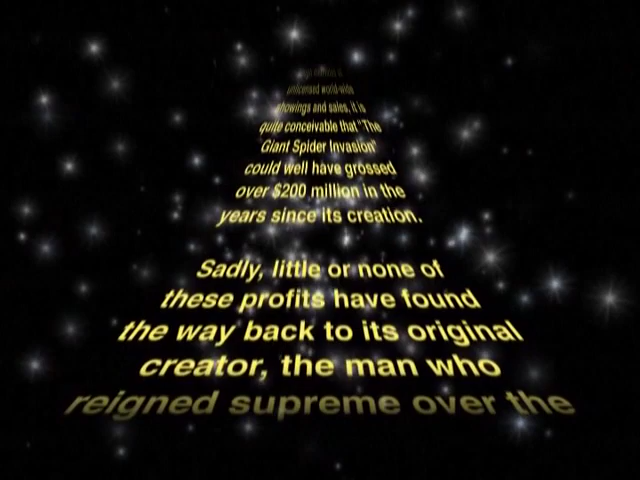 unlicensed world-wide
showings and sales, it is
quite conceivable that "The
Giant Spider Invasion"
could well have grossed
over $200 million in the
years since its creation.
Sadly, little or none of
these profits have found
the way back to its original
creator, the man who
reigned supreme over the